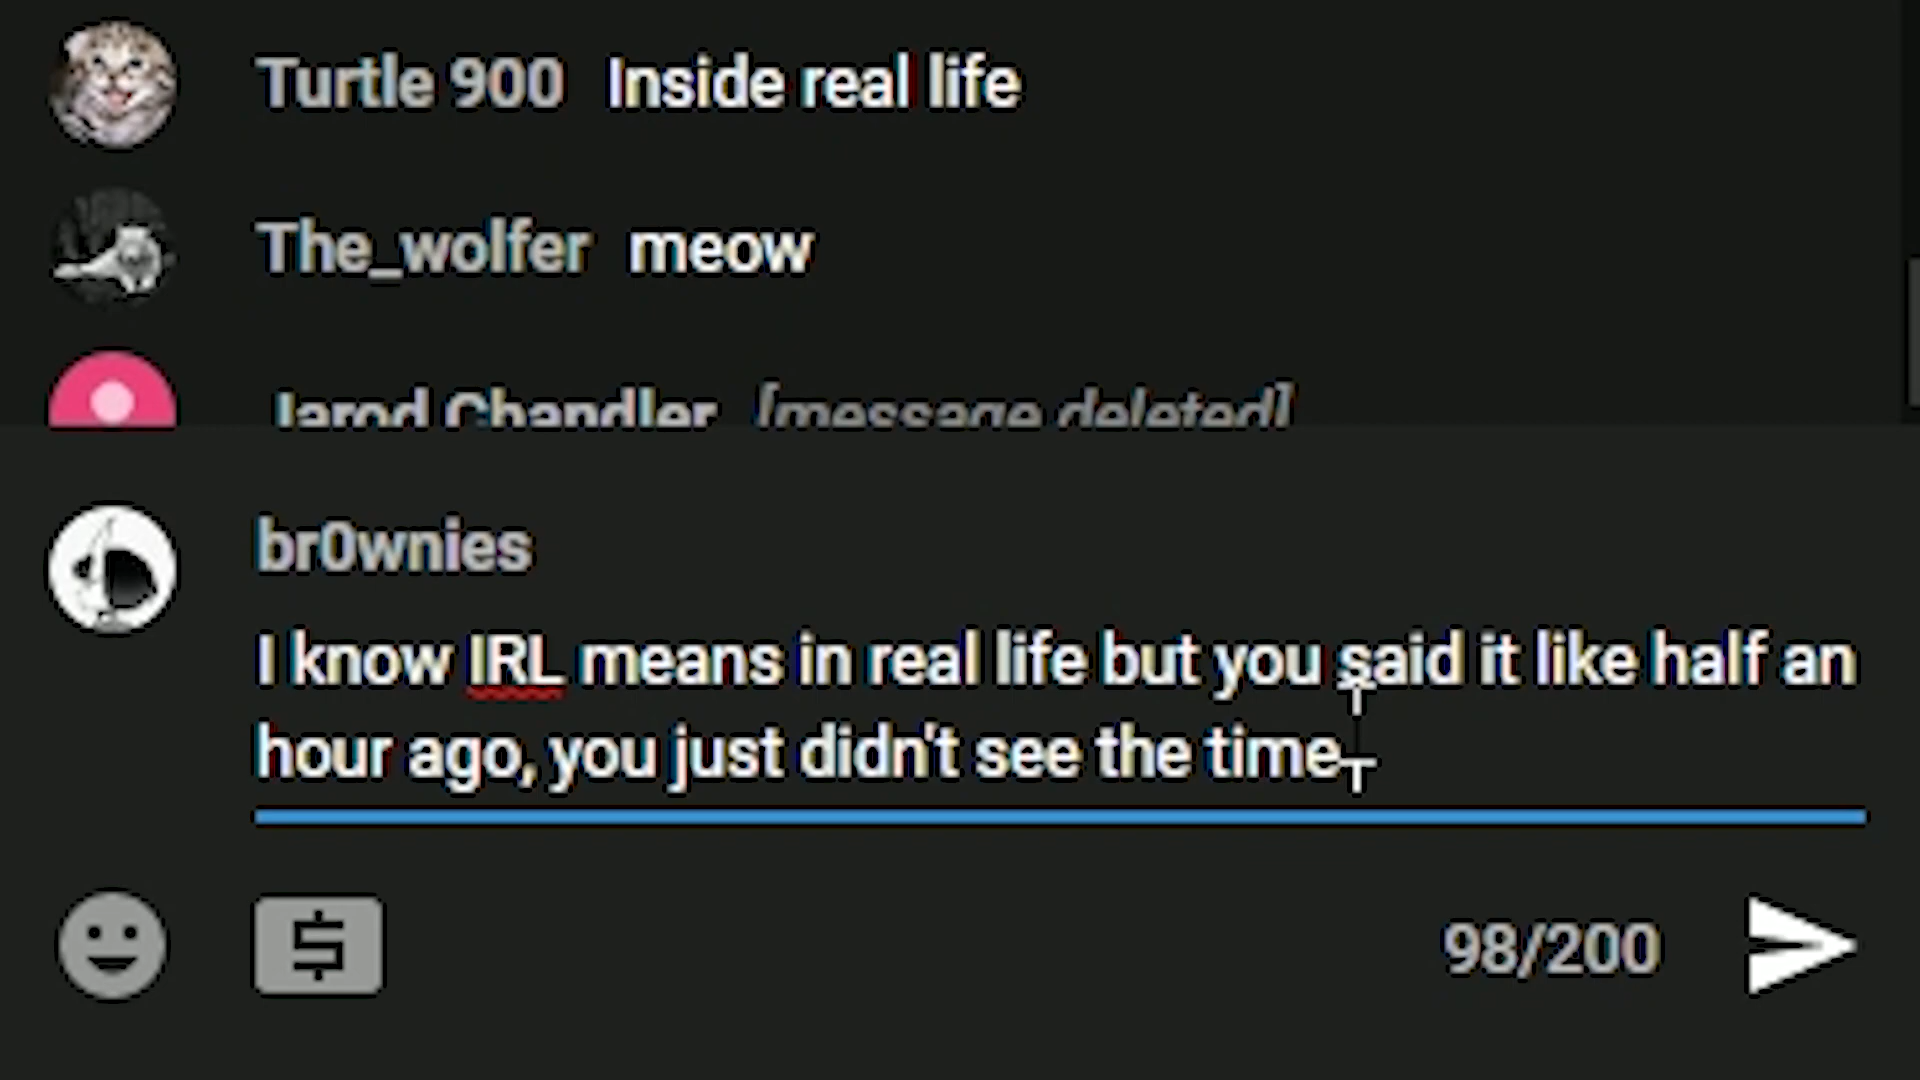 Turtle 900 Inside real life
The_wolfer meow
Jarod Chandler [message deleted]
br0wnies
I know IRL means in real life but you said it like half an
hour ago, you just didn't see the time
98/200